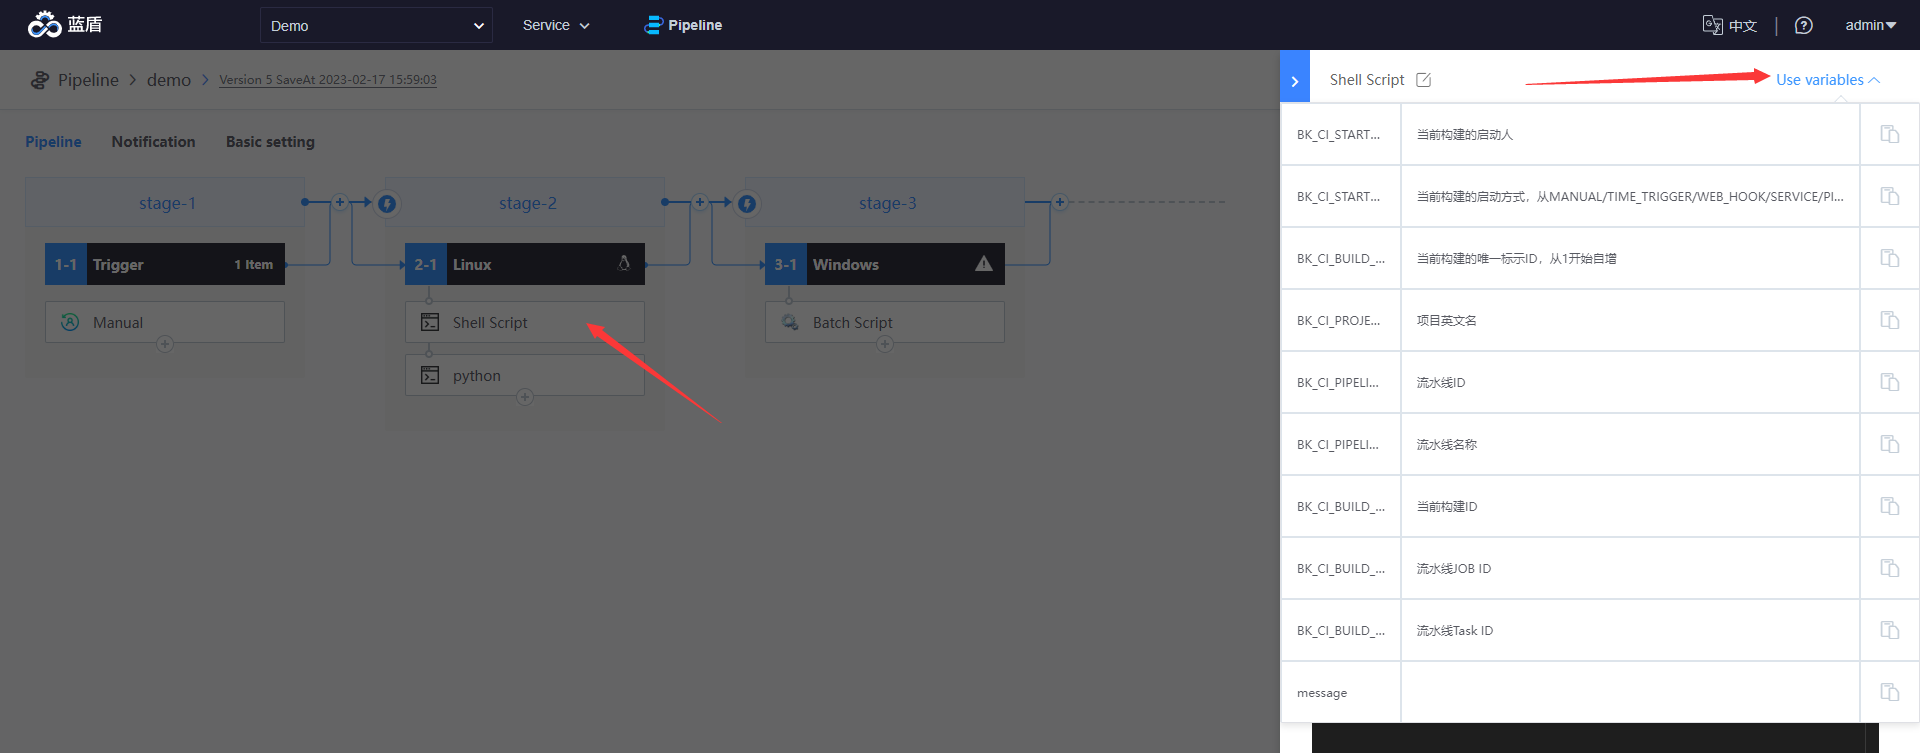 蓝盾 Demo Service Pipeline 中文 | admin
Pipeline > demo > Version 5 SaveAt 2023-02-17 15:59:03
Pipeline Notification Basic setting
stage-1 stage-2 stage-3
1-1 Trigger 1 Item 2-1 Linux 3-1 Windows
Manual Shell Script Batch Script
python
Shell Script Use variables
BK_CI_START... 当前构建的启动人
BK_CI_START... 当前构建的启动方式，从MANUAL/TIME_TRIGGER/WEB_HOOK/SERVICE/PI...
BK_CI_BUILD_... 当前构建的唯一标示ID，从1开始自增
BK_CI_PROJE... 项目英文名
BK_CI_PIPELI... 流水线ID
BK_CI_PIPELI... 流水线名称
BK_CI_BUILD_... 当前构建ID
BK_CI_BUILD_... 流水线JOB ID
BK_CI_BUILD_... 流水线Task ID
message